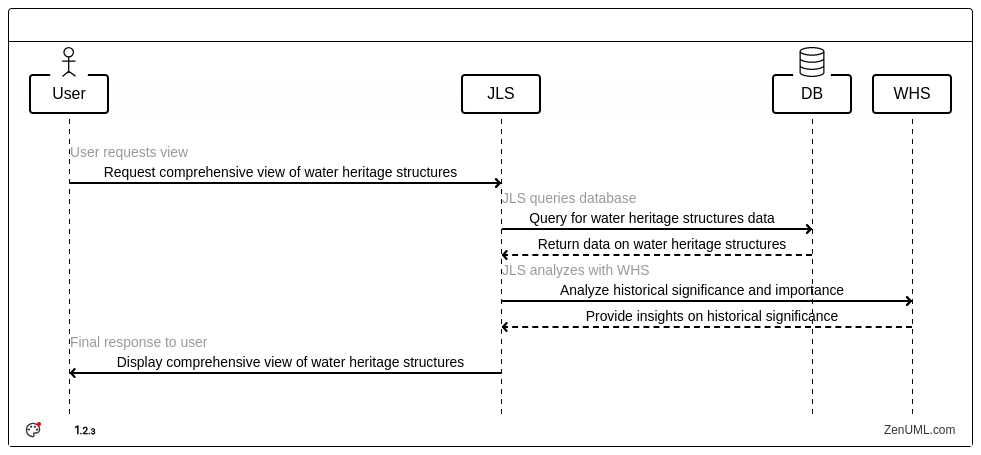 User
JLS
DB
WHS
User requests view
Request comprehensive view of water heritage structures
JLS queries database
Query for water heritage structures data
Return data on water heritage structures
JLS analyzes with WHS
Analyze historical significance and importance
Provide insights on historical significance
Final response to user
Display comprehensive view of water heritage structures
1.2.3
ZenUML.com